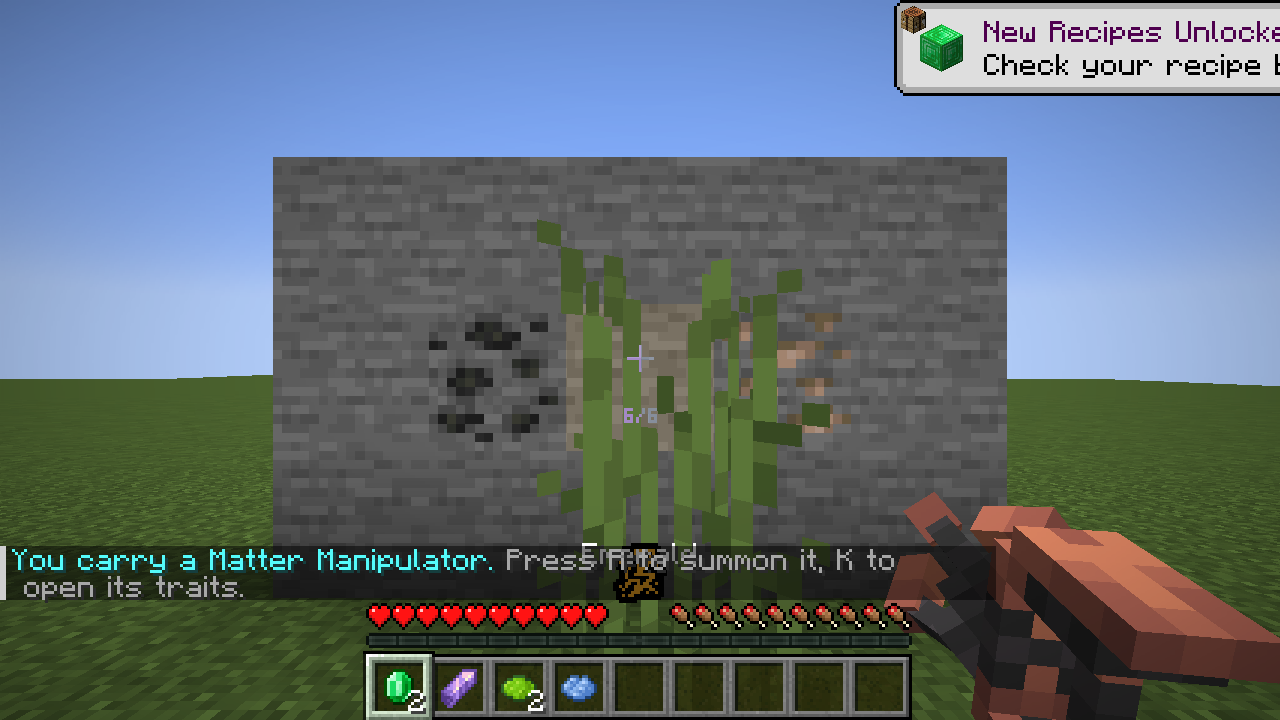 New Recipes Unlocke
Check your recipe b
6/6
Emerald
You carry a Matter Manipulator. Press R to summon it, K to
open its traits.
2
2